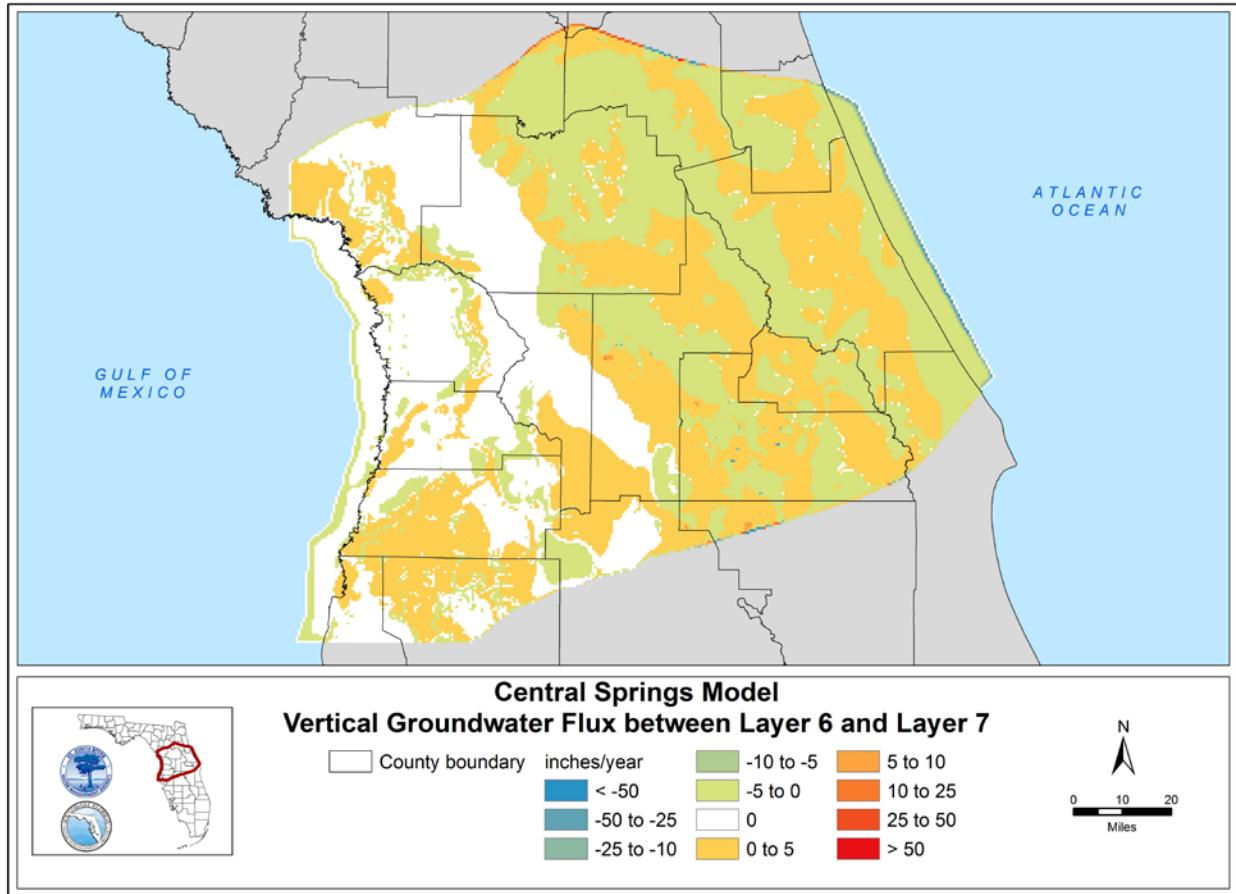 ATLANTIC
OCEAN
GULF OF
MEXICO
Central Springs Model
Vertical Groundwater Flux between Layer 6 and Layer 7
County boundary
inches/year
< -50
-50 to -25
-25 to -10
-10 to -5
-5 to 0
0
0 to 5
5 to 10
10 to 25
25 to 50
> 50
N
0 10 20
Miles